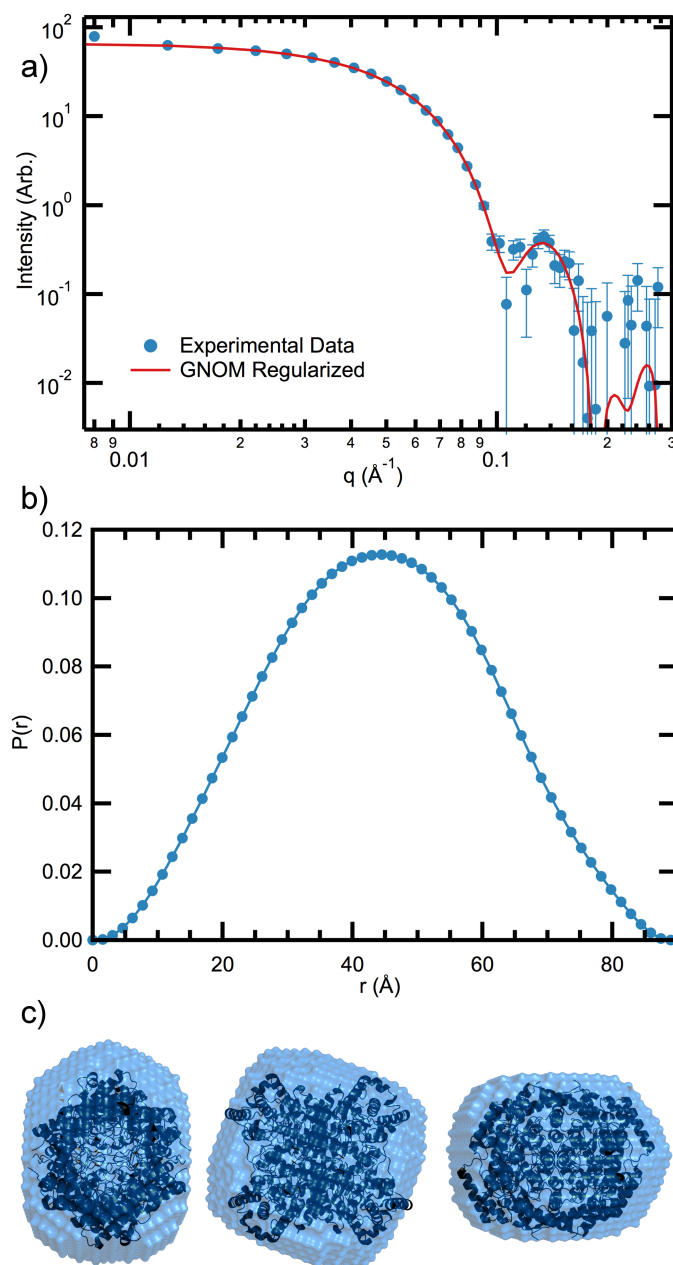 a)
10²
10¹
10⁰
10⁻¹
10⁻²
Intensity (Arb.)
Experimental Data
GNOM Regularized
8 9 2 3 4 5 6 7 8 9 2 3
0.01 0.1
q (Å⁻¹)
b)
0.12
0.10
0.08
0.06
0.04
0.02
0.00
P(r)
0 20 40 60 80
r (Å)
c)